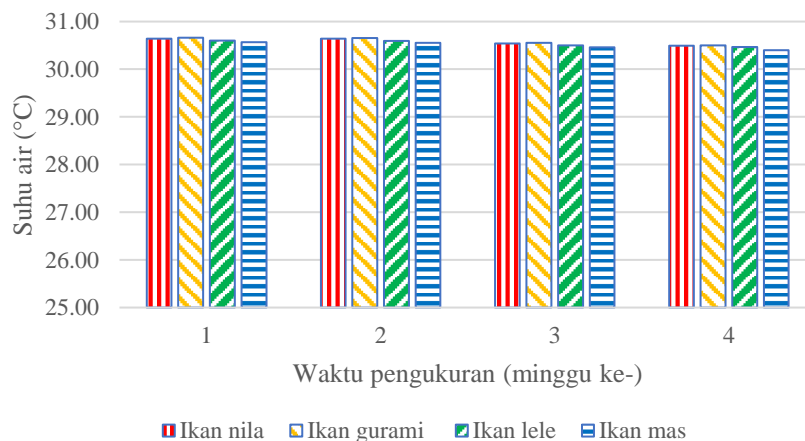 31.00
30.00
29.00
28.00
27.00
26.00
25.00
Suhu air (°C)
1 2 3 4
Waktu pengukuran (minggu ke-)
Ikan nila Ikan gurami Ikan lele Ikan mas